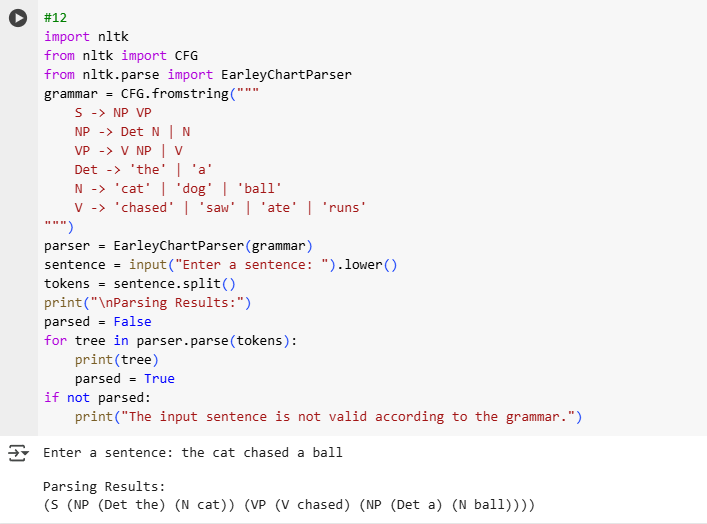 #12
import nltk
from nltk import CFG
from nltk.parse import EarleyChartParser
grammar = CFG.fromstring("""
    S -> NP VP
    NP -> Det N | N
    VP -> V NP | V
    Det -> 'the' | 'a'
    N -> 'cat' | 'dog' | 'ball'
    V -> 'chased' | 'saw' | 'ate' | 'runs'
""")
parser = EarleyChartParser(grammar)
sentence = input("Enter a sentence: ").lower()
tokens = sentence.split()
print("\nParsing Results:")
parsed = False
for tree in parser.parse(tokens):
    print(tree)
    parsed = True
if not parsed:
    print("The input sentence is not valid according to the grammar.")
Enter a sentence: the cat chased a ball

Parsing Results:
(S (NP (Det the) (N cat)) (VP (V chased) (NP (Det a) (N ball))))